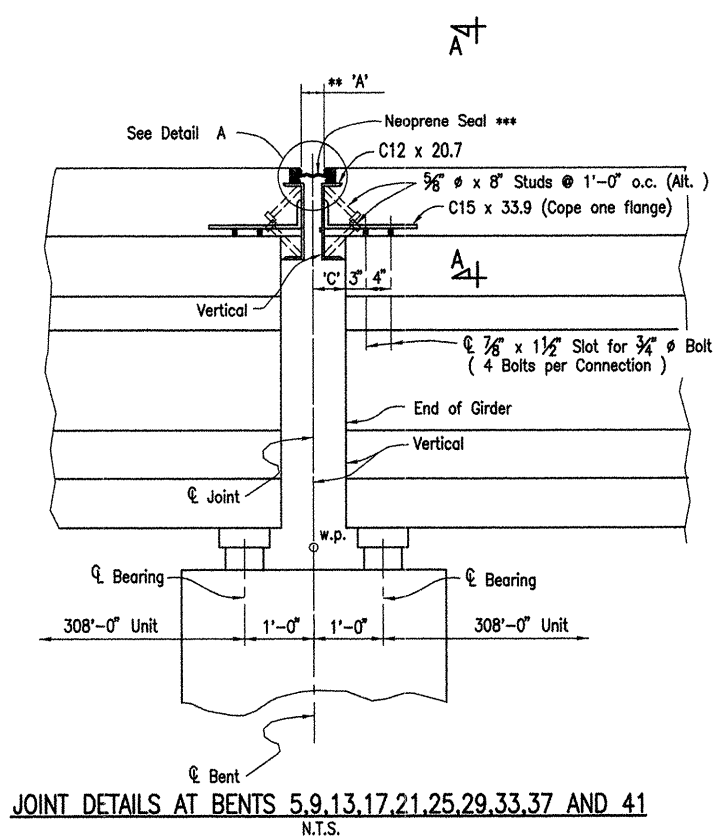 A
** 'A'
Neoprene Seal ***
See Detail A
C12 x 20.7
5/8" ø x 8" Studs @ 1'-0" o.c. (Alt. )
C15 x 33.9 (Cope one flange)
A
'C' 3" 4"
Vertical
℄ 7/8" x 1 1/2" Slot for 3/4" ø Bolt
( 4 Bolts per Connection )
End of Girder
Vertical
℄ Joint
w.p.
℄ Bearing
℄ Bearing
308'-0" Unit 1'-0" 1'-0" 308'-0" Unit
℄ Bent
JOINT DETAILS AT BENTS 5,9,13,17,21,25,29,33,37 AND 41
N.T.S.